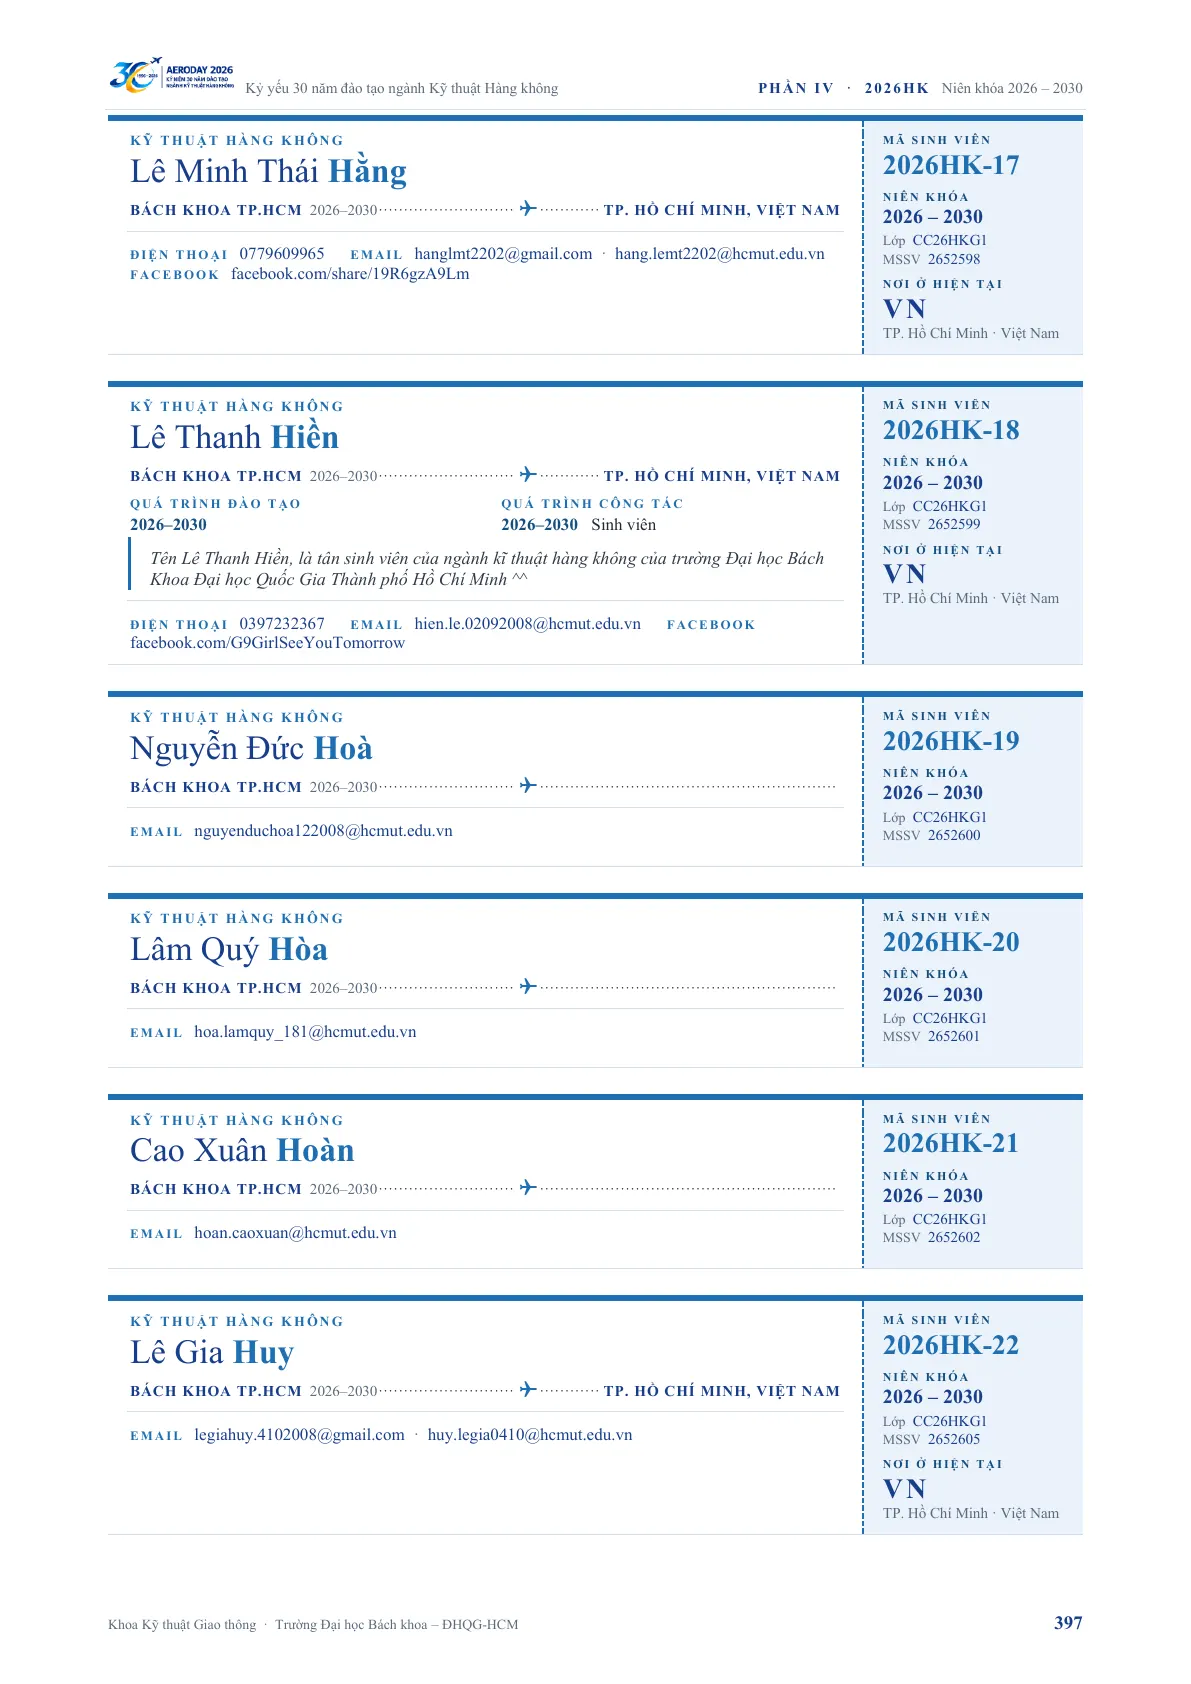 AERODAY 2026
KỶ NIỆM 30 NĂM ĐÀO TẠO
NGÀNH KỸ THUẬT HÀNG KHÔNG
Kỷ yếu 30 năm đào tạo ngành Kỹ thuật Hàng không
PHẦN IV · 2026HK Niên khóa 2026 – 2030
KỸ THUẬT HÀNG KHÔNG
Lê Minh Thái Hằng
BÁCH KHOA TP.HCM 2026–2030 TP. HỒ CHÍ MINH, VIỆT NAM
ĐIỆN THOẠI 0779609965 EMAIL hanglmt2202@gmail.com · hang.lemt2202@hcmut.edu.vn
FACEBOOK facebook.com/share/19R6gzA9Lm
MÃ SINH VIÊN
2026HK-17
NIÊN KHÓA
2026 – 2030
Lớp CC26HKG1
MSSV 2652598
NƠI Ở HIỆN TẠI
VN
TP. Hồ Chí Minh · Việt Nam
KỸ THUẬT HÀNG KHÔNG
Lê Thanh Hiền
BÁCH KHOA TP.HCM 2026–2030 TP. HỒ CHÍ MINH, VIỆT NAM
QUÁ TRÌNH ĐÀO TẠO
2026–2030
QUÁ TRÌNH CÔNG TÁC
2026–2030 Sinh viên
Tên Lê Thanh Hiền, là tân sinh viên của ngành kĩ thuật hàng không của trường Đại học Bách
Khoa Đại học Quốc Gia Thành phố Hồ Chí Minh ^^
ĐIỆN THOẠI 0397232367 EMAIL hien.le.02092008@hcmut.edu.vn FACEBOOK
facebook.com/G9GirlSeeYouTomorrow
MÃ SINH VIÊN
2026HK-18
NIÊN KHÓA
2026 – 2030
Lớp CC26HKG1
MSSV 2652599
NƠI Ở HIỆN TẠI
VN
TP. Hồ Chí Minh · Việt Nam
KỸ THUẬT HÀNG KHÔNG
Nguyễn Đức Hoà
BÁCH KHOA TP.HCM 2026–2030
EMAIL nguyenduchoa122008@hcmut.edu.vn
MÃ SINH VIÊN
2026HK-19
NIÊN KHÓA
2026 – 2030
Lớp CC26HKG1
MSSV 2652600
KỸ THUẬT HÀNG KHÔNG
Lâm Quý Hòa
BÁCH KHOA TP.HCM 2026–2030
EMAIL hoa.lamquy_181@hcmut.edu.vn
MÃ SINH VIÊN
2026HK-20
NIÊN KHÓA
2026 – 2030
Lớp CC26HKG1
MSSV 2652601
KỸ THUẬT HÀNG KHÔNG
Cao Xuân Hoàn
BÁCH KHOA TP.HCM 2026–2030
EMAIL hoan.caoxuan@hcmut.edu.vn
MÃ SINH VIÊN
2026HK-21
NIÊN KHÓA
2026 – 2030
Lớp CC26HKG1
MSSV 2652602
KỸ THUẬT HÀNG KHÔNG
Lê Gia Huy
BÁCH KHOA TP.HCM 2026–2030 TP. HỒ CHÍ MINH, VIỆT NAM
EMAIL legiahuy.4102008@gmail.com · huy.legia0410@hcmut.edu.vn
MÃ SINH VIÊN
2026HK-22
NIÊN KHÓA
2026 – 2030
Lớp CC26HKG1
MSSV 2652605
NƠI Ở HIỆN TẠI
VN
TP. Hồ Chí Minh · Việt Nam
Khoa Kỹ thuật Giao thông · Trường Đại học Bách khoa – ĐHQG-HCM
397